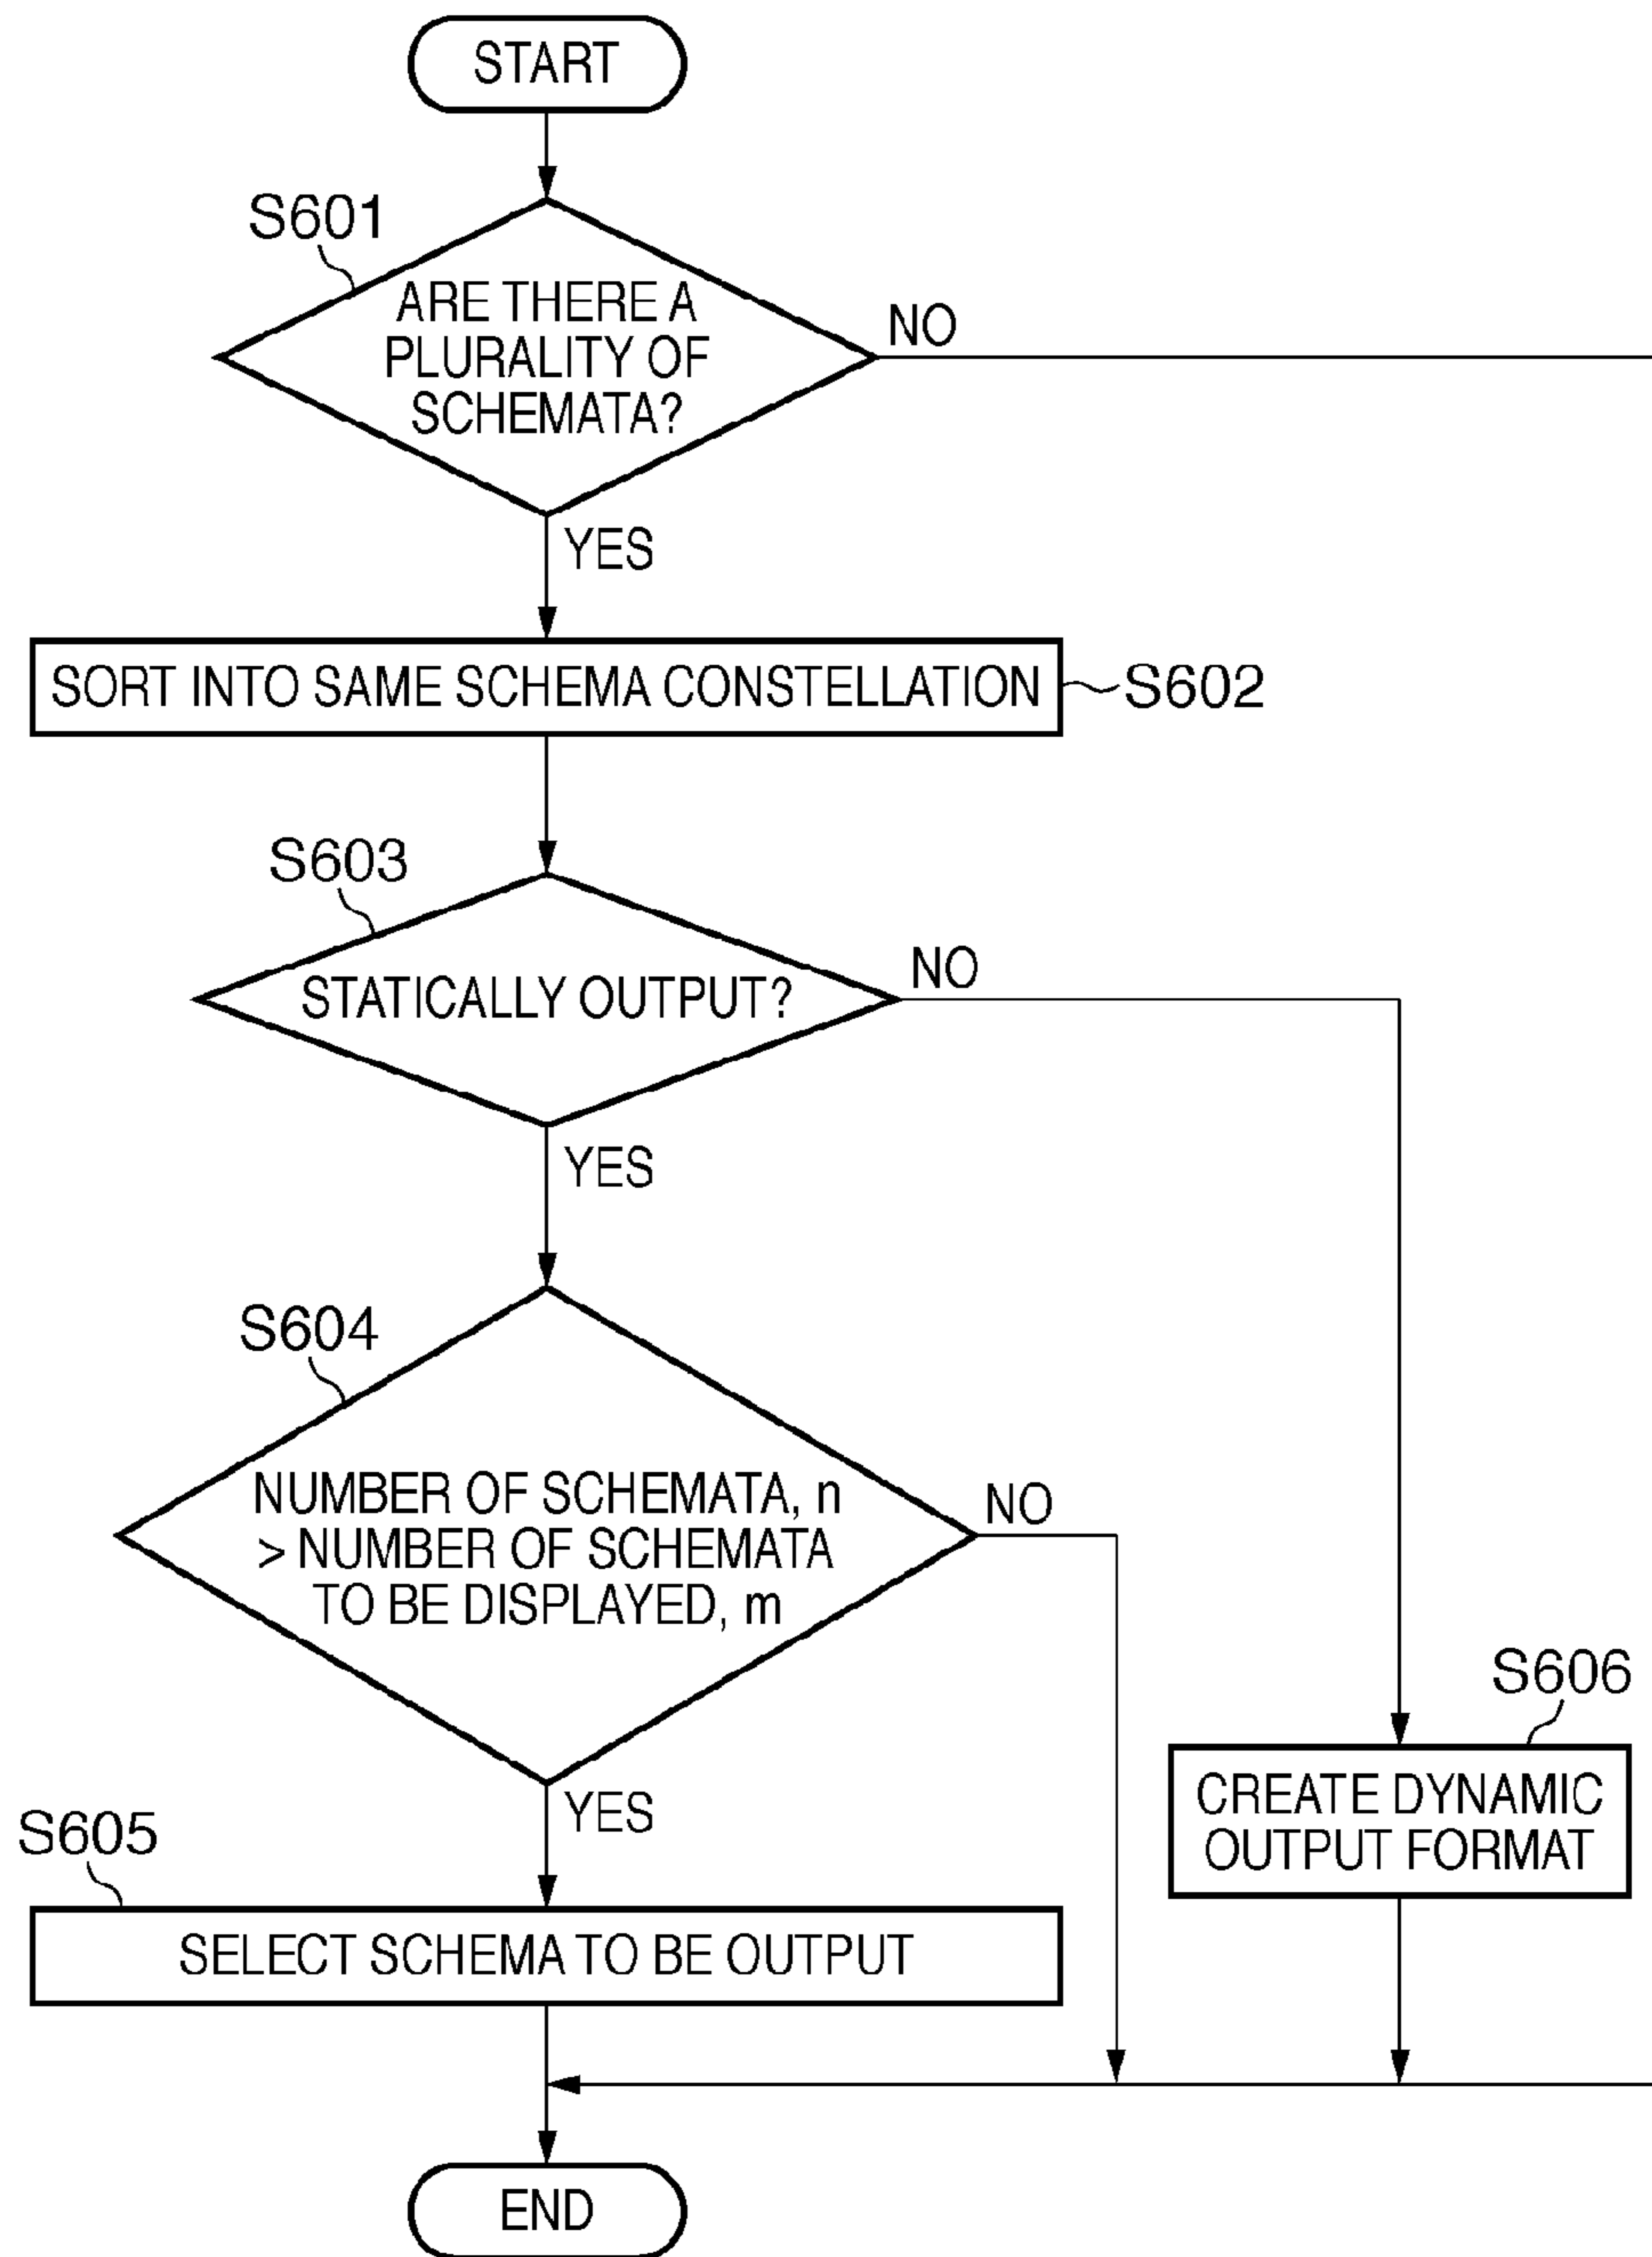 START
S601
ARE THERE A
PLURALITY OF
SCHEMATA?
NO
YES
SORT INTO SAME SCHEMA CONSTELLATION
S602
S603
STATICALLY OUTPUT?
NO
YES
S604
NUMBER OF SCHEMATA, n
> NUMBER OF SCHEMATA
TO BE DISPLAYED, m
NO
YES
S606
CREATE DYNAMIC
OUTPUT FORMAT
S605
SELECT SCHEMA TO BE OUTPUT
END